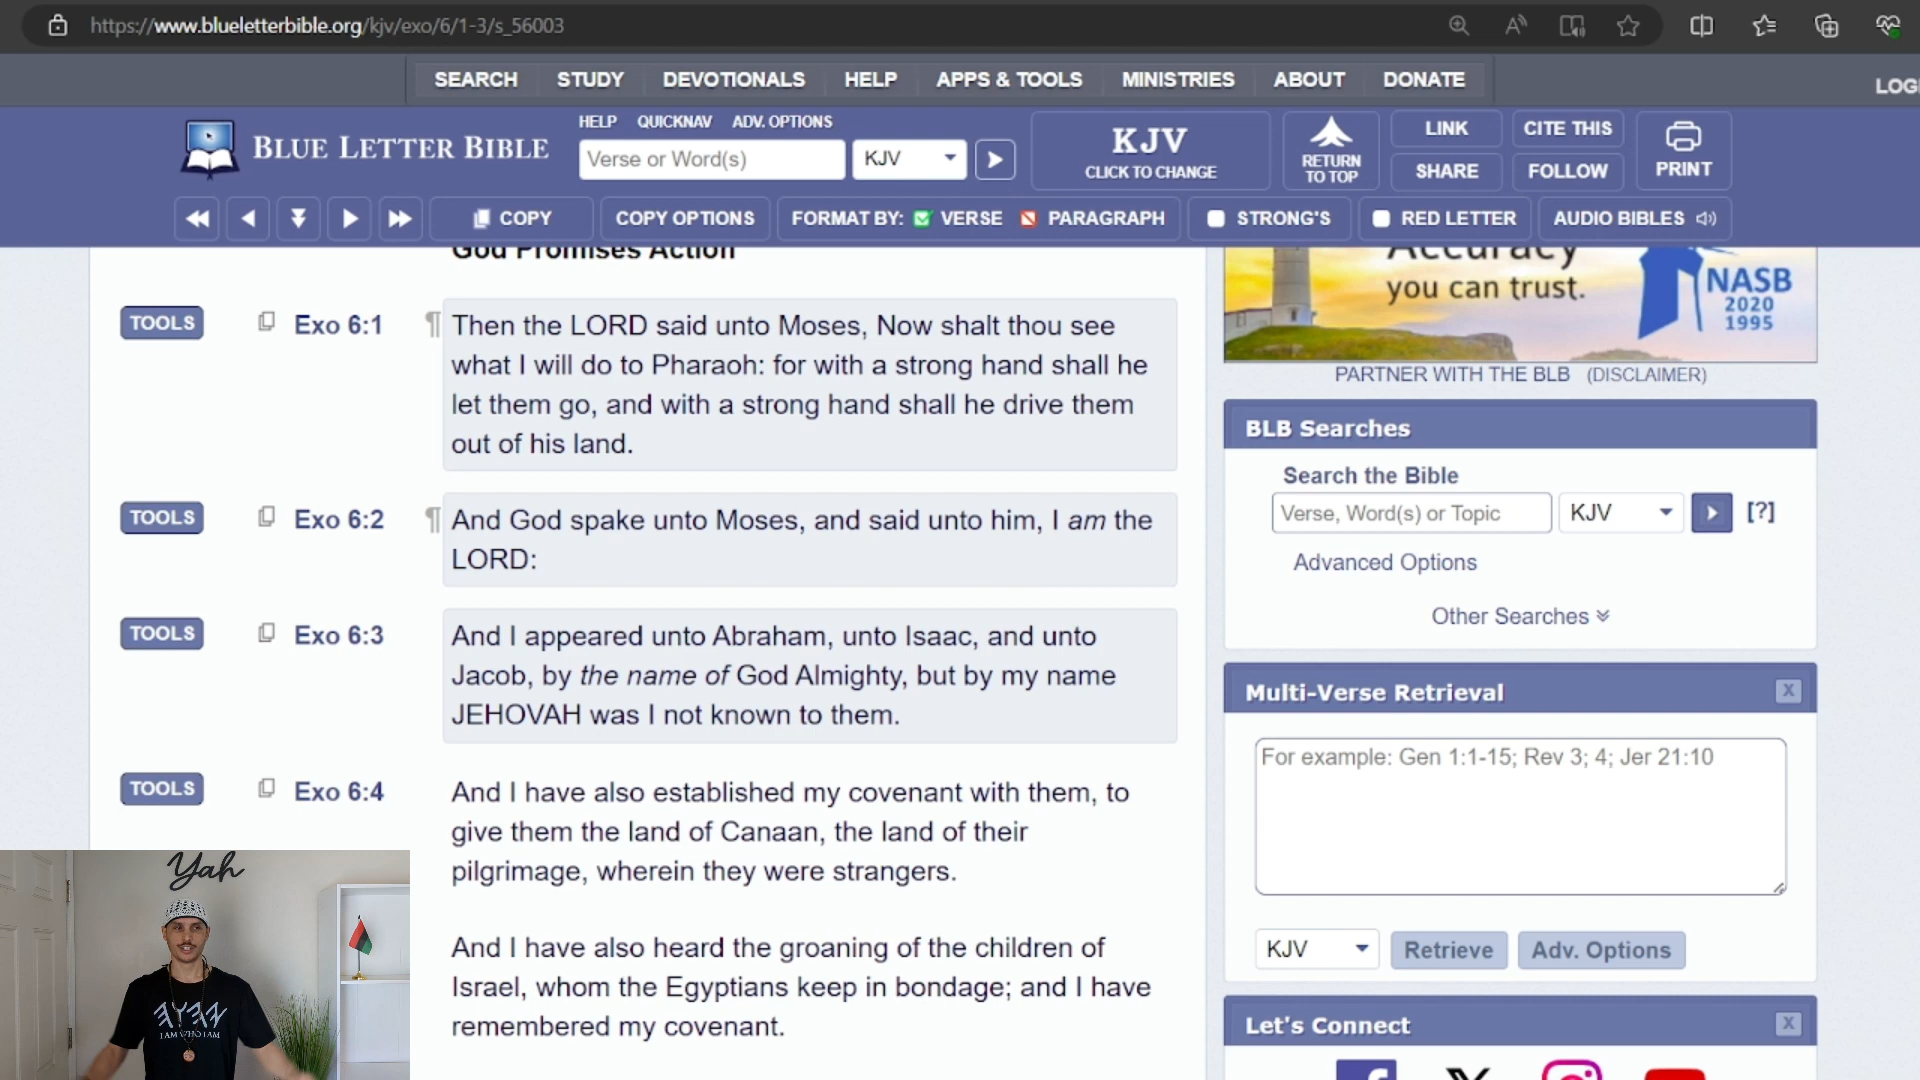 https://www.blueletterbible.org/kjv/exo/6/1-3/s_56003
SEARCH STUDY DEVOTIONALS HELP APPS & TOOLS MINISTRIES ABOUT DONATE
BLUE LETTER BIBLE
HELP QUICKNAV ADV. OPTIONS
Verse or Word(s) KJV
KJV
CLICK TO CHANGE
RETURN
TO TOP
LINK CITE THIS
SHARE FOLLOW
PRINT
COPY COPY OPTIONS FORMAT BY: VERSE PARAGRAPH STRONG'S RED LETTER AUDIO BIBLES
God Promises Action
TOOLS Exo 6:1 ¶ Then the LORD said unto Moses, Now shalt thou see
what I will do to Pharaoh: for with a strong hand shall he
let them go, and with a strong hand shall he drive them
out of his land.
TOOLS Exo 6:2 ¶ And God spake unto Moses, and said unto him, I am the
LORD:
TOOLS Exo 6:3 And I appeared unto Abraham, unto Isaac, and unto
Jacob, by the name of God Almighty, but by my name
JEHOVAH was I not known to them.
TOOLS Exo 6:4 And I have also established my covenant with them, to
give them the land of Canaan, the land of their
pilgrimage, wherein they were strangers.
And I have also heard the groaning of the children of
Israel, whom the Egyptians keep in bondage; and I have
remembered my covenant.
Accuracy
you can trust.
NASB
2020
1995
PARTNER WITH THE BLB (DISCLAIMER)
BLB Searches
Search the Bible
Verse, Word(s) or Topic KJV [?]
Advanced Options
Other Searches
Multi-Verse Retrieval X
For example: Gen 1:1-15; Rev 3; 4; Jer 21:10
KJV Retrieve Adv. Options
Let's Connect X
Yah
I AM WHO I AM